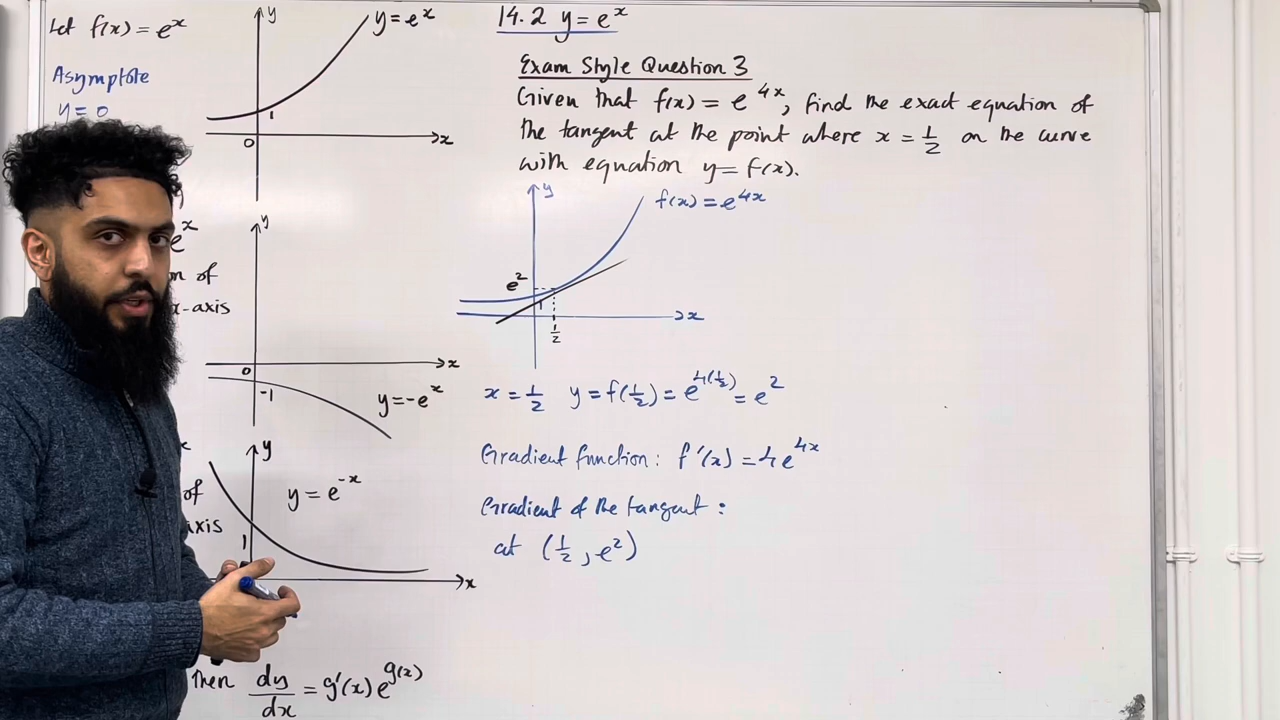 Let f(x) = e^x
Asymptote
y = 0
y
y = e^x
1
0
x
e^x
of
x-axis
y
0
x
-1
y = -e^x
of
axis
y
y = e^-x
1
x
Then dy/dx = g'(x) e^g(x)
14.2 y = e^x
Exam Style Question 3
Given that f(x) = e^4x, find the exact equation of
the tangent at the point where x = 1/2 on the curve
with equation y = f(x).
y
f(x) = e^4x
e^2
1
x
1/2
x = 1/2 y = f(1/2) = e^4(1/2) = e^2
Gradient function: f'(x) = 4e^4x
Gradient of the tangent :
at (1/2, e^2)